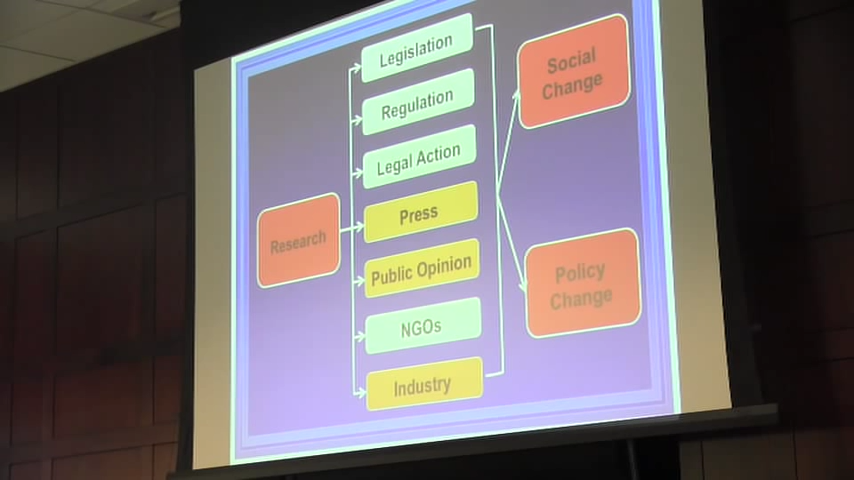 Research
Legislation
Regulation
Legal Action
Press
Public Opinion
NGOs
Industry
Social
Change
Policy
Change